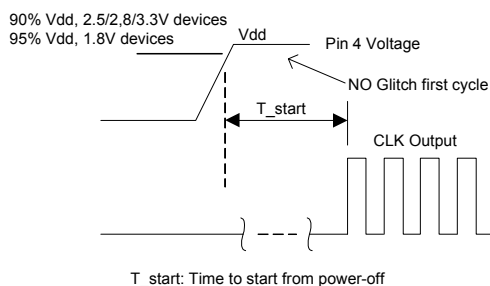 90% Vdd, 2.5/2,8/3.3V devices
95% Vdd, 1.8V devices
Vdd
Pin 4 Voltage
NO Glitch first cycle
T_start
CLK Output
T_start: Time to start from power-off